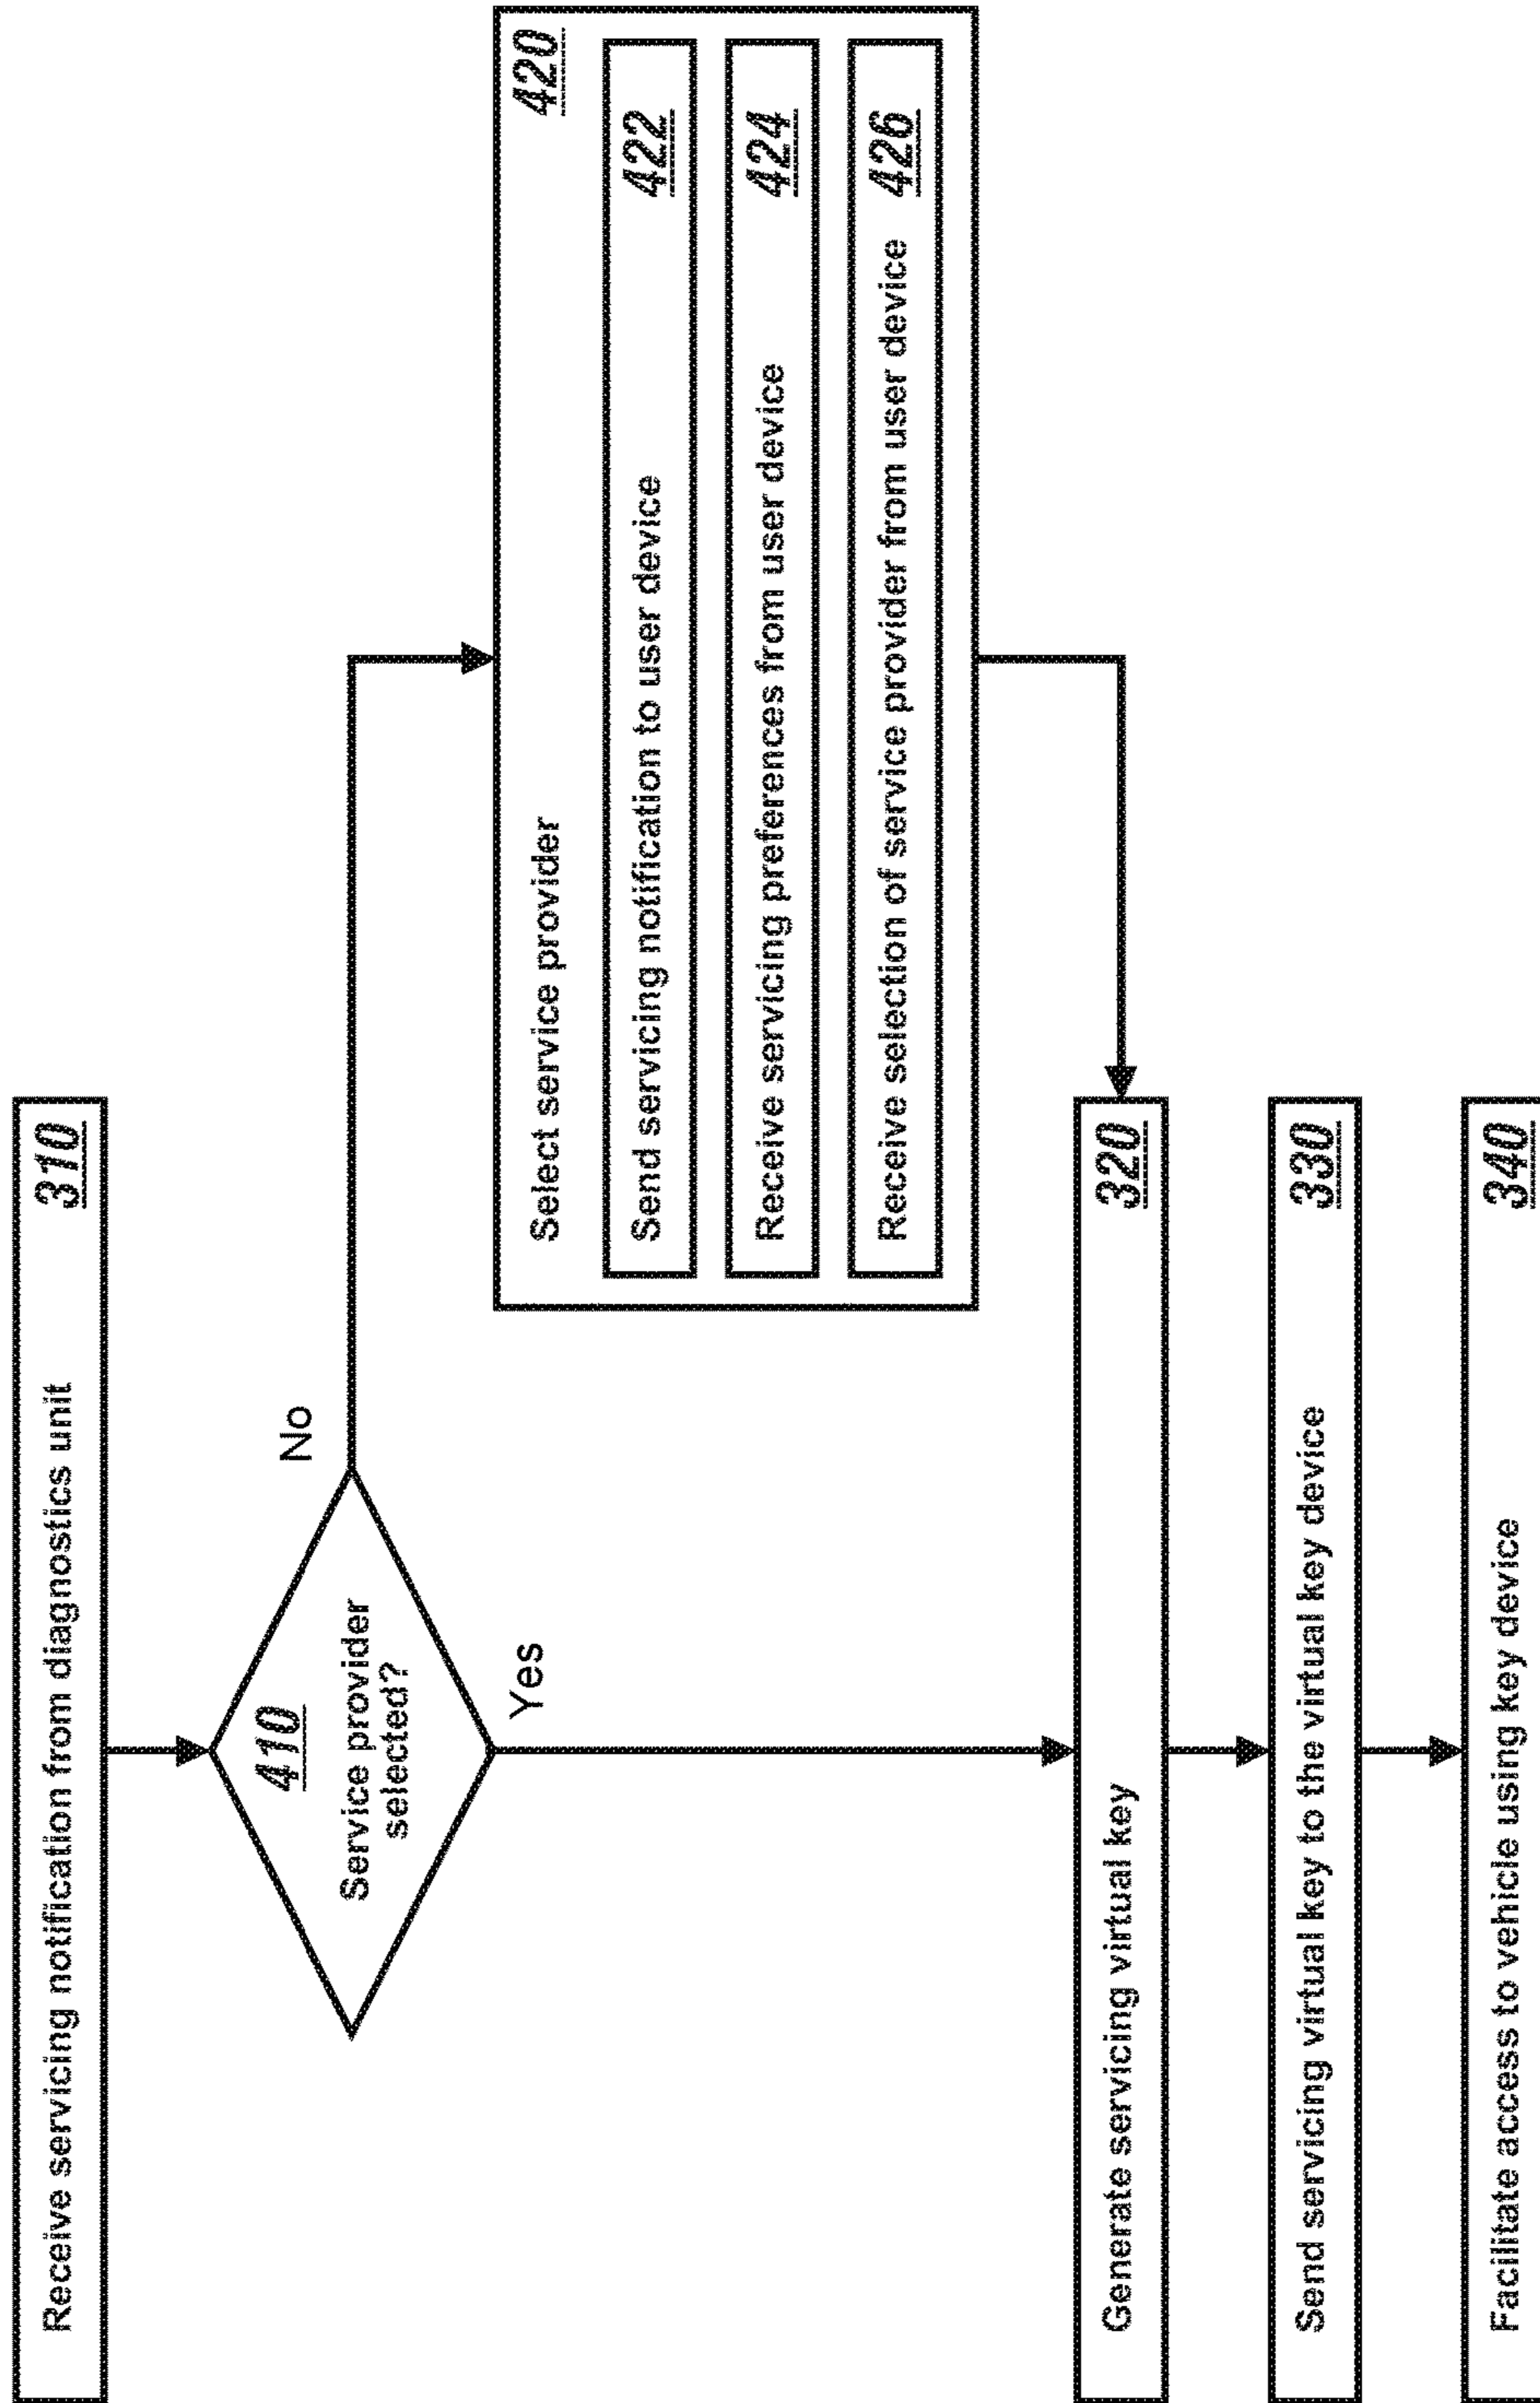 Receive servicing notification from diagnostics unit 310
410
Service provider
selected?
No
Yes
Select service provider 420
Send servicing notification to user device 422
Receive servicing preferences from user device 424
Receive selection of service provider from user device 426
Generate servicing virtual key 320
Send servicing virtual key to the virtual key device 330
Facilitate access to vehicle using key device 340